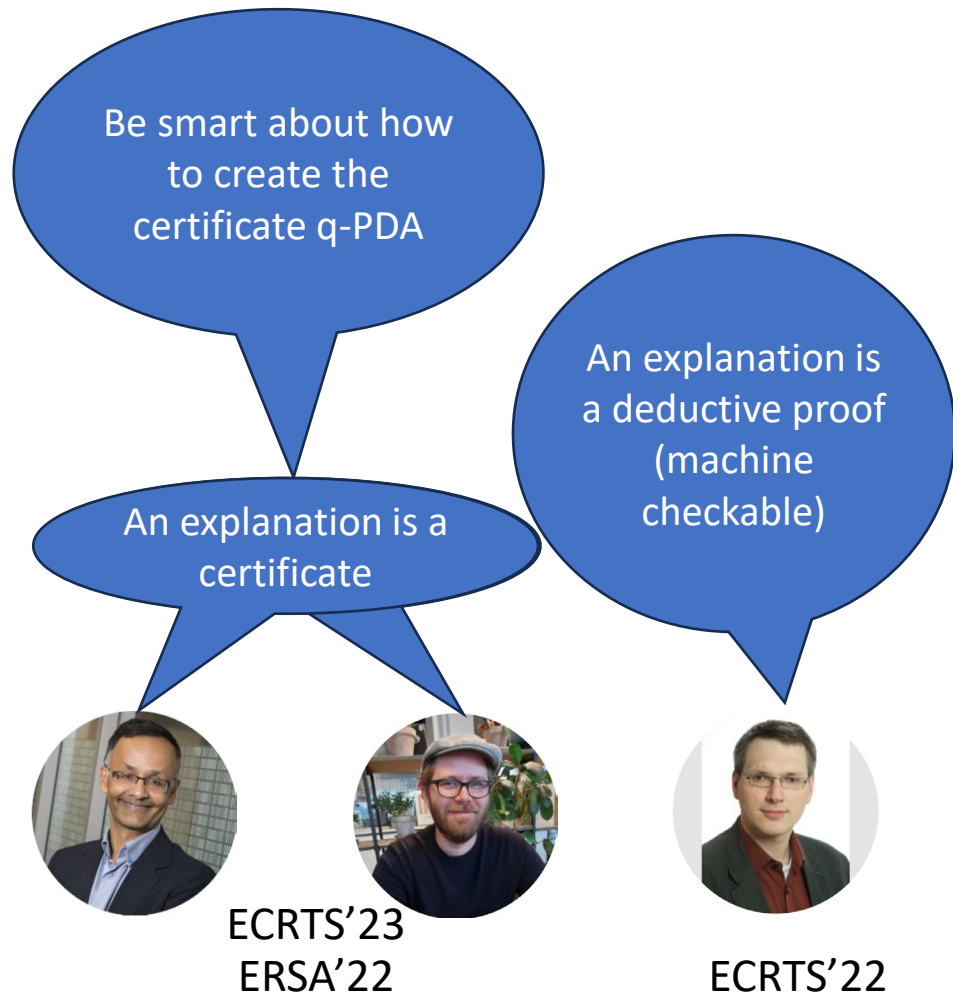 Be smart about how
to create the
certificate q-PDA
An explanation is
a deductive proof
(machine
checkable)
An explanation is a
certificate
ECRTS’23
ERSA’22
ECRTS’22